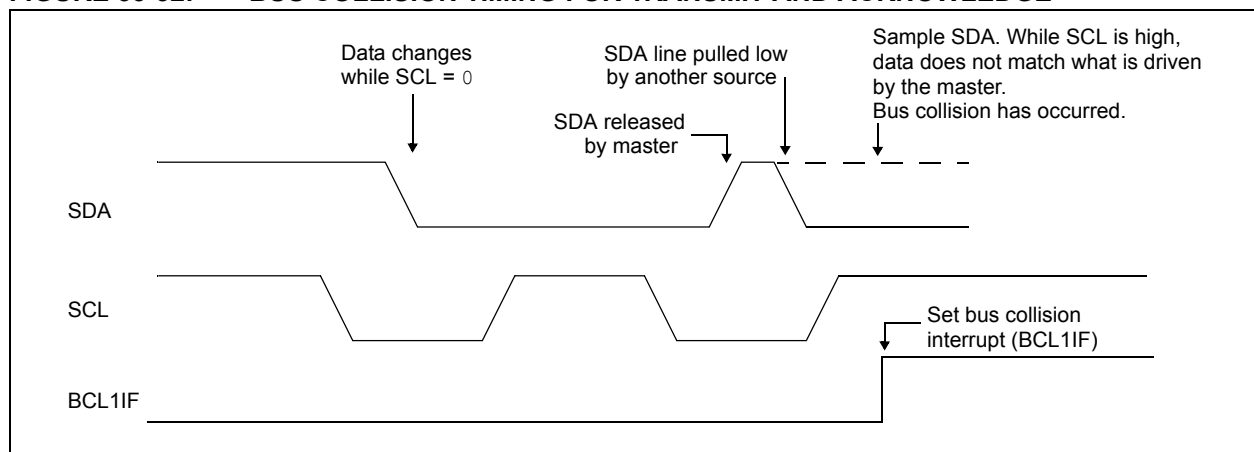 Data changes
while SCL = 0
SDA line pulled low
by another source
SDA released
by master
Sample SDA. While SCL is high,
data does not match what is driven
by the master.
Bus collision has occurred.
SDA
SCL
Set bus collision
interrupt (BCL1IF)
BCL1IF